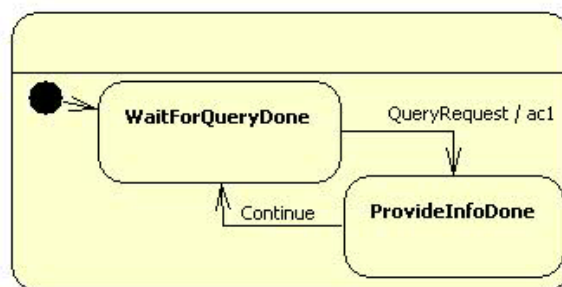 WaitForQueryDone
QueryRequest / ac1
Continue
ProvideInfoDone